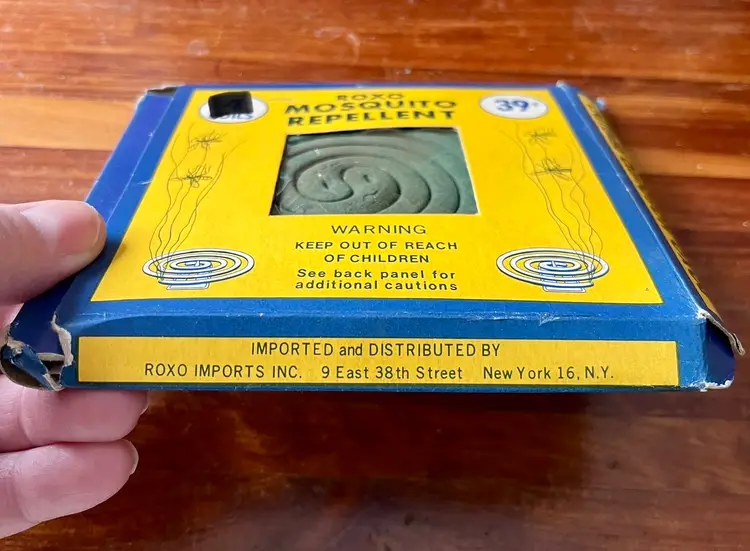 ROXO
MOSQUITO
REPELLENT
39¢
COILS
WARNING
KEEP OUT OF REACH
OF CHILDREN
See back panel for
additional cautions
IMPORTED and DISTRIBUTED BY
ROXO IMPORTS INC. 9 East 38th Street New York 16, N.Y.